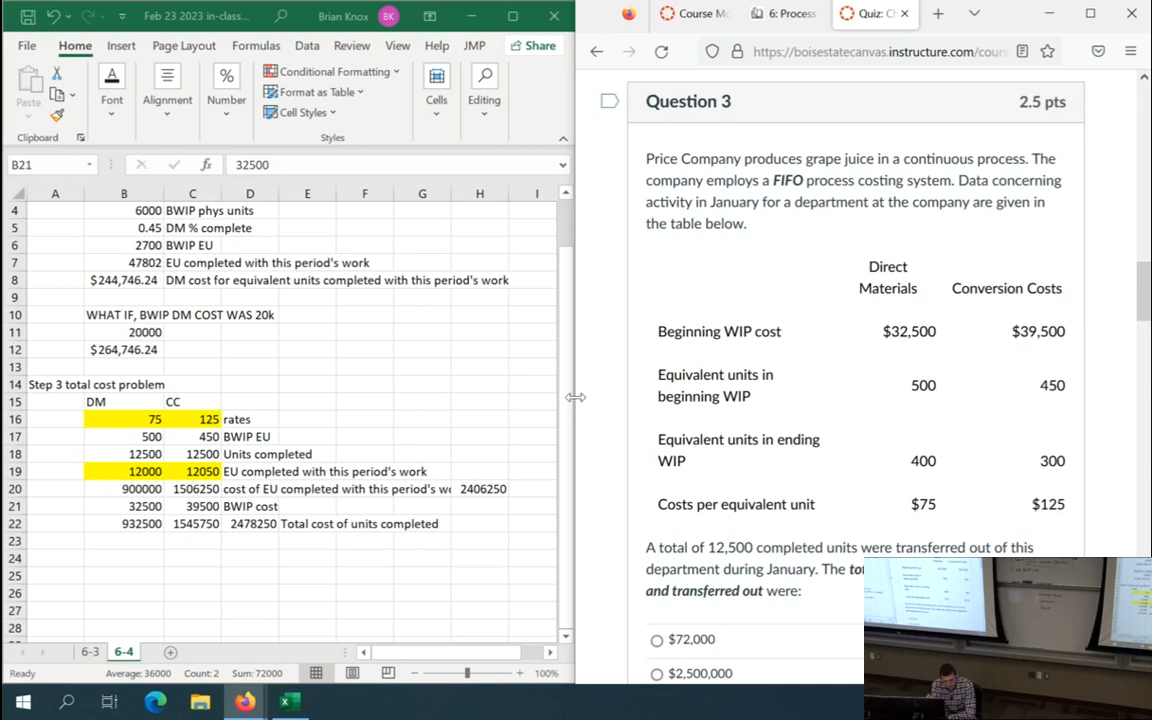 Feb 23 2023 in-class...
Brian Knox
BK
File Home Insert Page Layout Formulas Data Review View Help JMP Share
Paste
Clipboard
Font
Alignment
%
Number
Conditional Formatting
Format as Table
Cell Styles
Styles
Cells
Editing
B21
fx
32500
A B C D E F G H I
4 6000 BWIP phys units
5 0.45 DM % complete
6 2700 BWIP EU
7 47802 EU completed with this period's work
8 $244,746.24 DM cost for equivalent units completed with this period's work
9
10 WHAT IF, BWIP DM COST WAS 20k
11 20000
12 $264,746.24
13
14 Step 3 total cost problem
15 DM CC
16 75 125 rates
17 500 450 BWIP EU
18 12500 12500 Units completed
19 12000 12050 EU completed with this period's work
20 900000 1506250 cost of EU completed with this period's wo 2406250
21 32500 39500 BWIP cost
22 932500 1545750 2478250 Total cost of units completed
23
24
25
26
27
28
6-3 6-4
Ready Average: 36000 Count: 2 Sum: 72000 100%
Course Mo
6: Process
Quiz: Ch
https://boisestatecanvas.instructure.com/cour
Question 3 2.5 pts
Price Company produces grape juice in a continuous process. The
company employs a FIFO process costing system. Data concerning
activity in January for a department at the company are given in
the table below.
Direct
Materials Conversion Costs
Beginning WIP cost $32,500 $39,500
Equivalent units in
beginning WIP 500 450
Equivalent units in ending
WIP 400 300
Costs per equivalent unit $75 $125
A total of 12,500 completed units were transferred out of this
department during January. The
and transferred out were:
$72,000
$2,500,000